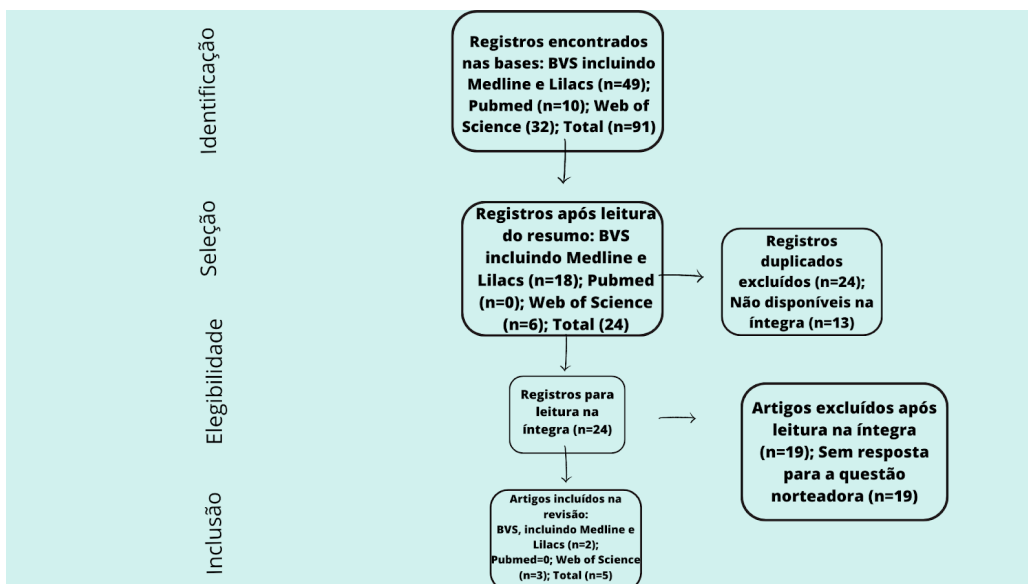 Identificação
Registros encontrados
nas bases: BVS incluindo
Medline e Lilacs (n=49);
Pubmed (n=10); Web of
Science (32); Total (n=91)
Seleção
Registros após leitura
do resumo: BVS
incluindo Medline e
Lilacs (n=18); Pubmed
(n=0); Web of Science
(n=6); Total (24)
Registros
duplicados
excluídos (n=24);
Não disponíveis na
íntegra (n=13)
Elegibilidade
Registros para
leitura na
íntegra (n=24)
Artigos excluídos após
leitura na íntegra
(n=19); Sem resposta
para a questão
norteadora (n=19)
Inclusão
Artigos incluídos na
revisão:
BVS, incluindo Medline e
Lilacs (n=2);
Pubmed=0; Web of Science
(n=3); Total (n=5)